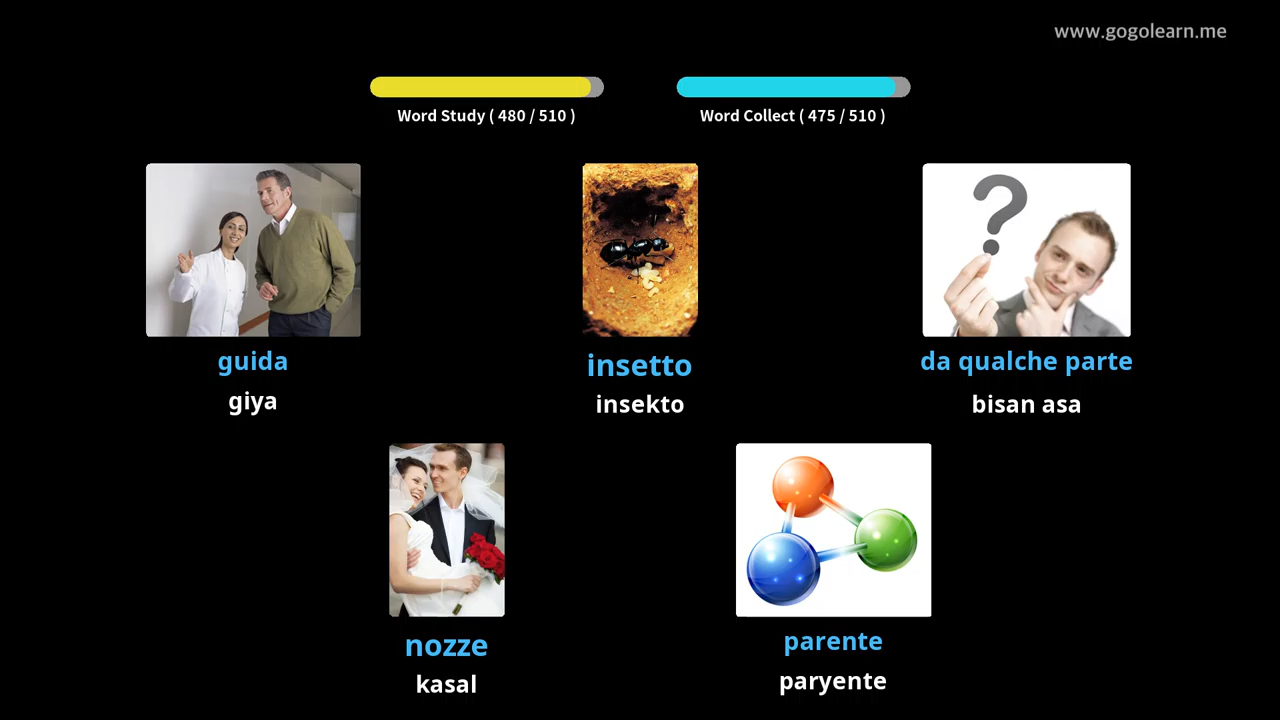 www.gogolearn.me
Word Study ( 480 / 510 )
Word Collect ( 475 / 510 )
guida
giya
insetto
insekto
da qualche parte
bisan asa
nozze
kasal
parente
paryente